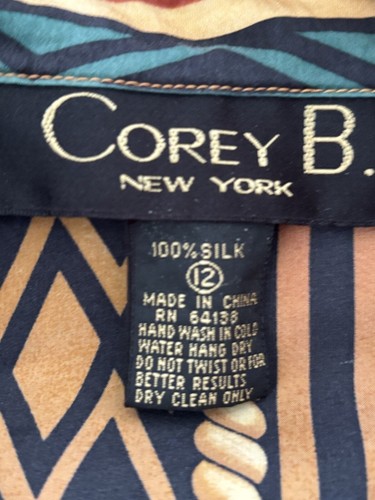 COREY B.
NEW YORK
100% SILK
12
MADE IN CHINA
RN 64138
HAND WASH IN COLD
WATER HANG DRY
DO NOT TWIST OR FOR
BETTER RESULTS
DRY CLEAN ONLY